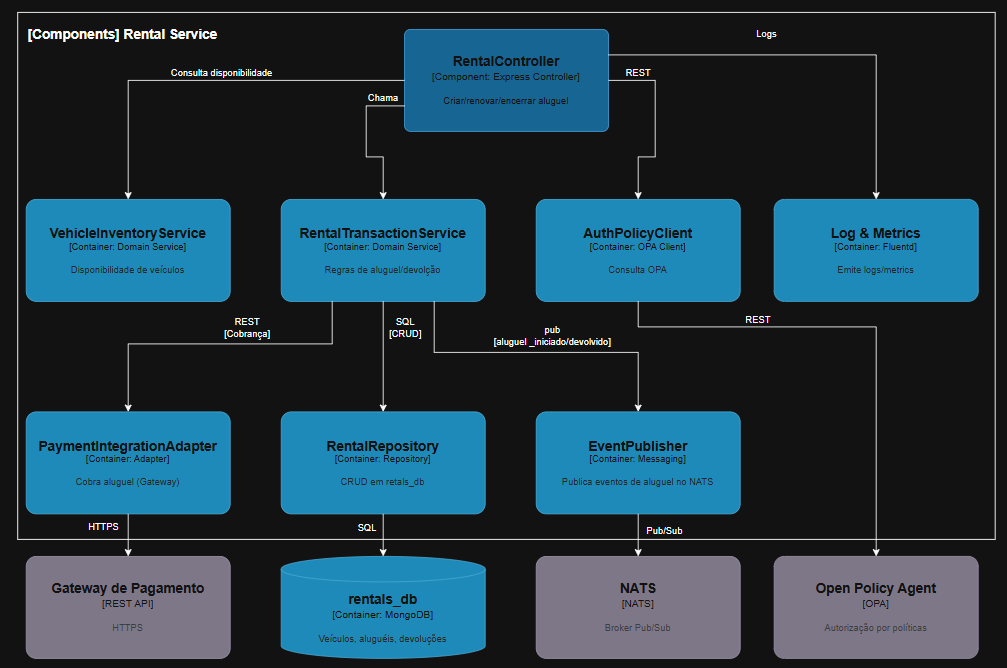 [Components] Rental Service
RentalController
[Component: Express Controller]
Criar/renovar/encerrar aluguel
Logs
Consulta disponibilidade
REST
Chama
VehicleInventoryService
[Container: Domain Service]
Disponibilidade de veículos
RentalTransactionService
[Container: Domain Service]
Regras de aluguel/devolção
AuthPolicyClient
[Container: OPA Client]
Consulta OPA
Log & Metrics
[Container: Fluentd]
Emite logs/metrics
REST
[Cobrança]
SQL
[CRUD]
pub
[aluguel _iniciado/devolvido]
REST
PaymentIntegrationAdapter
[Container: Adapter]
Cobra aluguel (Gateway)
RentalRepository
[Container: Repository]
CRUD em retals_db
EventPublisher
[Container: Messaging]
Publica eventos de aluguel no NATS
HTTPS
SQL
Pub/Sub
Gateway de Pagamento
[REST API]
HTTPS
rentals_db
[Container: MongoDB]
Veículos, aluguéis, devoluções
NATS
[NATS]
Broker Pub/Sub
Open Policy Agent
[OPA]
Autorização por políticas